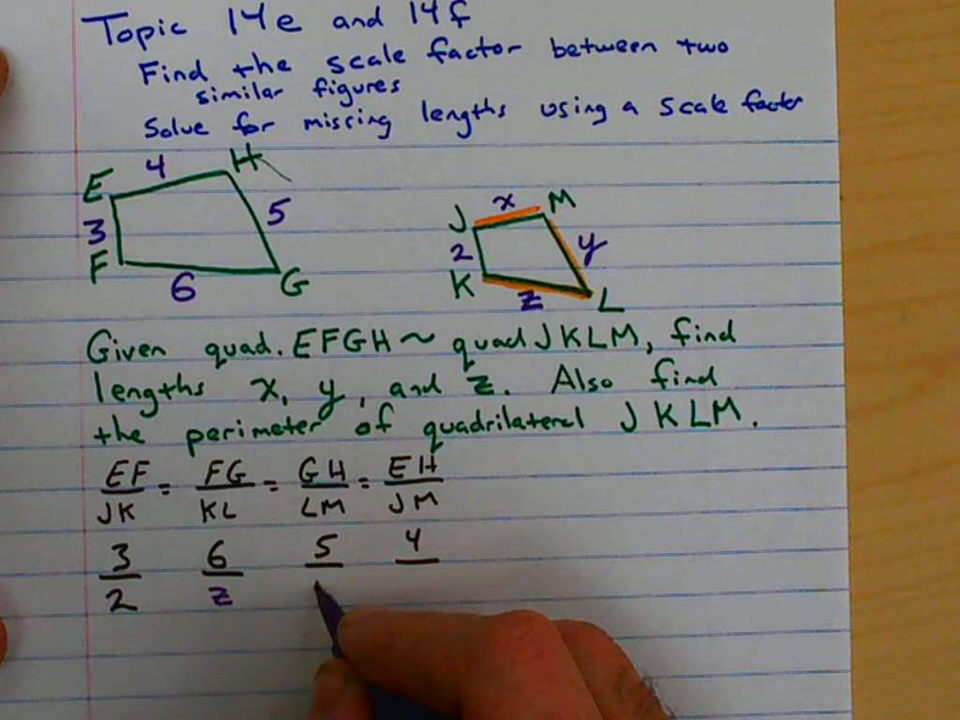 Topic 14e and 14f
Find the scale factor between two
similar figures
Solve for missing lengths using a scale factor
E 4 H
3 5
F 6 G
J x M
2 y
K z L
Given quad. EFGH ~ quad JKLM, find
lengths x, y, and z. Also find
the perimeter of quadrilateral JKLM.
EF/JK = FG/KL = GH/LM = EH/JM
3/2 6/z 5/ 4/